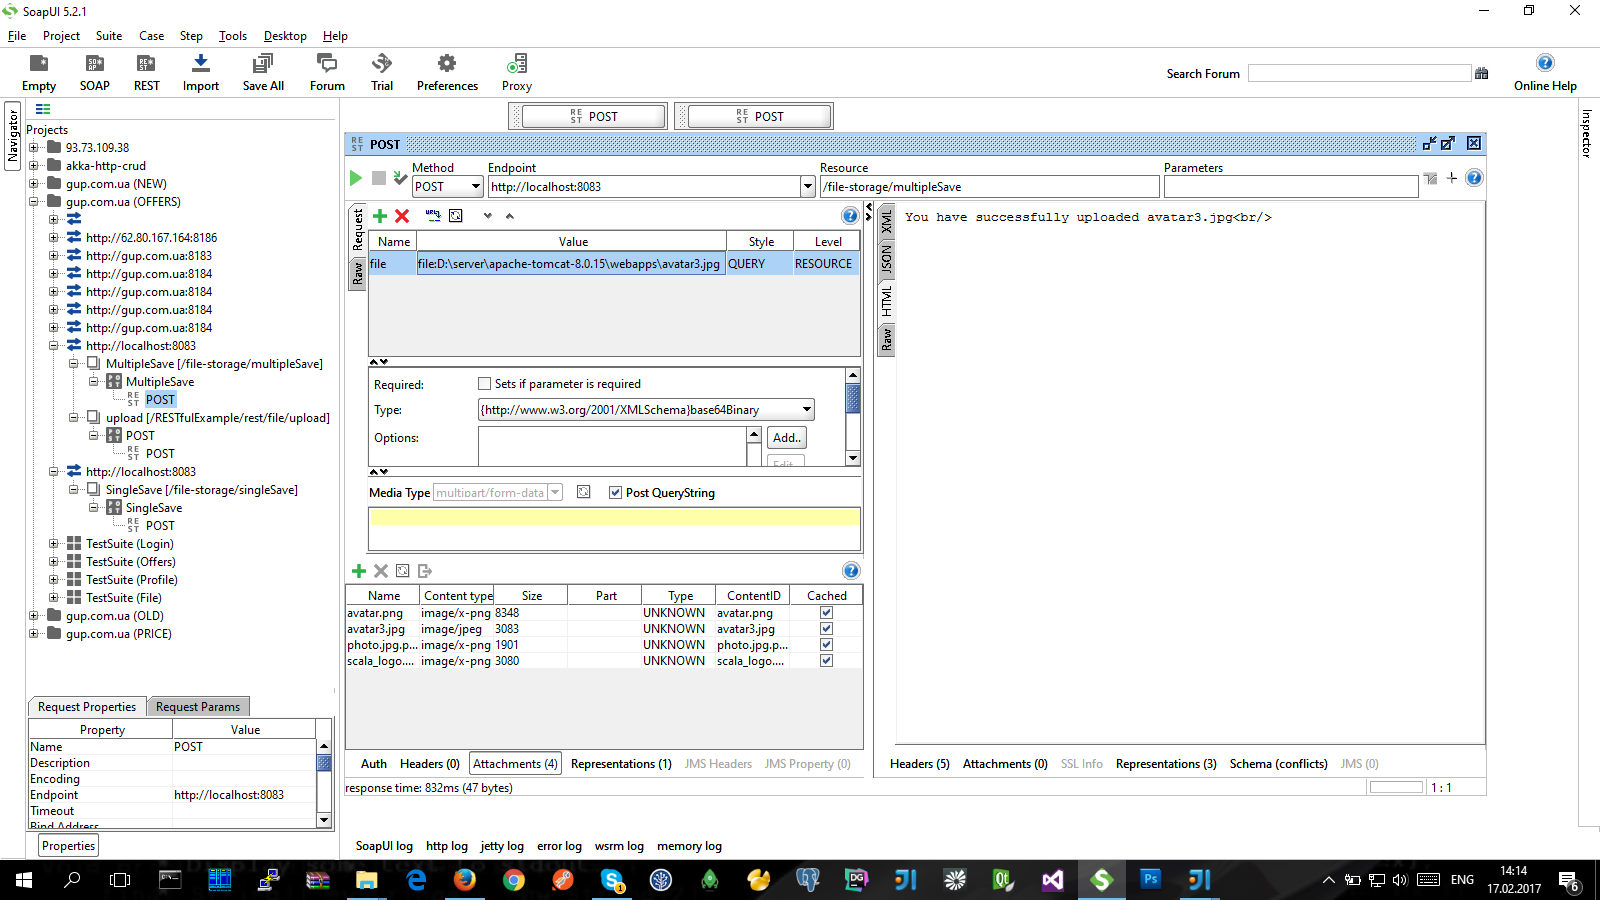 SoapUI 5.2.1
File Project Suite Case Step Tools Desktop Help
Empty SOAP REST Import Save All Forum Trial Preferences Proxy
Search Forum
Online Help
Navigator
Projects
93.73.109.38
akka-http-crud
gup.com.ua (NEW)
gup.com.ua (OFFERS)
http://62.80.167.164:8186
http://gup.com.ua:8183
http://gup.com.ua:8184
http://gup.com.ua:8184
http://gup.com.ua:8184
http://gup.com.ua:8184
http://localhost:8083
MultipleSave [/file-storage/multipleSave]
MultipleSave
POST
upload [/RESTfulExample/rest/file/upload]
POST
POST
http://localhost:8083
SingleSave [/file-storage/singleSave]
SingleSave
POST
TestSuite (Login)
TestSuite (Offers)
TestSuite (Profile)
TestSuite (File)
gup.com.ua (OLD)
gup.com.ua (PRICE)
Request Properties Request Params
Property Value
Name POST
Description
Encoding
Endpoint http://localhost:8083
Timeout
Bind Address
Properties
POST POST
POST
Method Endpoint Resource Parameters
POST http://localhost:8083 /file-storage/multipleSave
Request
Raw
Name Value Style Level
file file:D:\server\apache-tomcat-8.0.15\webapps\avatar3.jpg QUERY RESOURCE
Required: Sets if parameter is required
Type: {http://www.w3.org/2001/XMLSchema}base64Binary
Options: Add..
Edit
Media Type multipart/form-data Post QueryString
Name Content type Size Part Type ContentID Cached
avatar.png image/x-png 8348 UNKNOWN avatar.png
avatar3.jpg image/jpeg 3083 UNKNOWN avatar3.jpg
photo.jpg.p... image/x-png 1901 UNKNOWN photo.jpg.p...
scala_logo.... image/x-png 3080 UNKNOWN scala_logo....
Auth Headers (0) Attachments (4) Representations (1) JMS Headers JMS Property (0)
XML
JSON
HTML
Raw
You have successfully uploaded avatar3.jpg<br/>
Headers (5) Attachments (0) SSL Info Representations (3) Schema (conflicts) JMS (0)
response time: 832ms (47 bytes)
1 : 1
Inspector
SoapUI log http log jetty log error log wsrm log memory log
ENG
14:14
17.02.2017